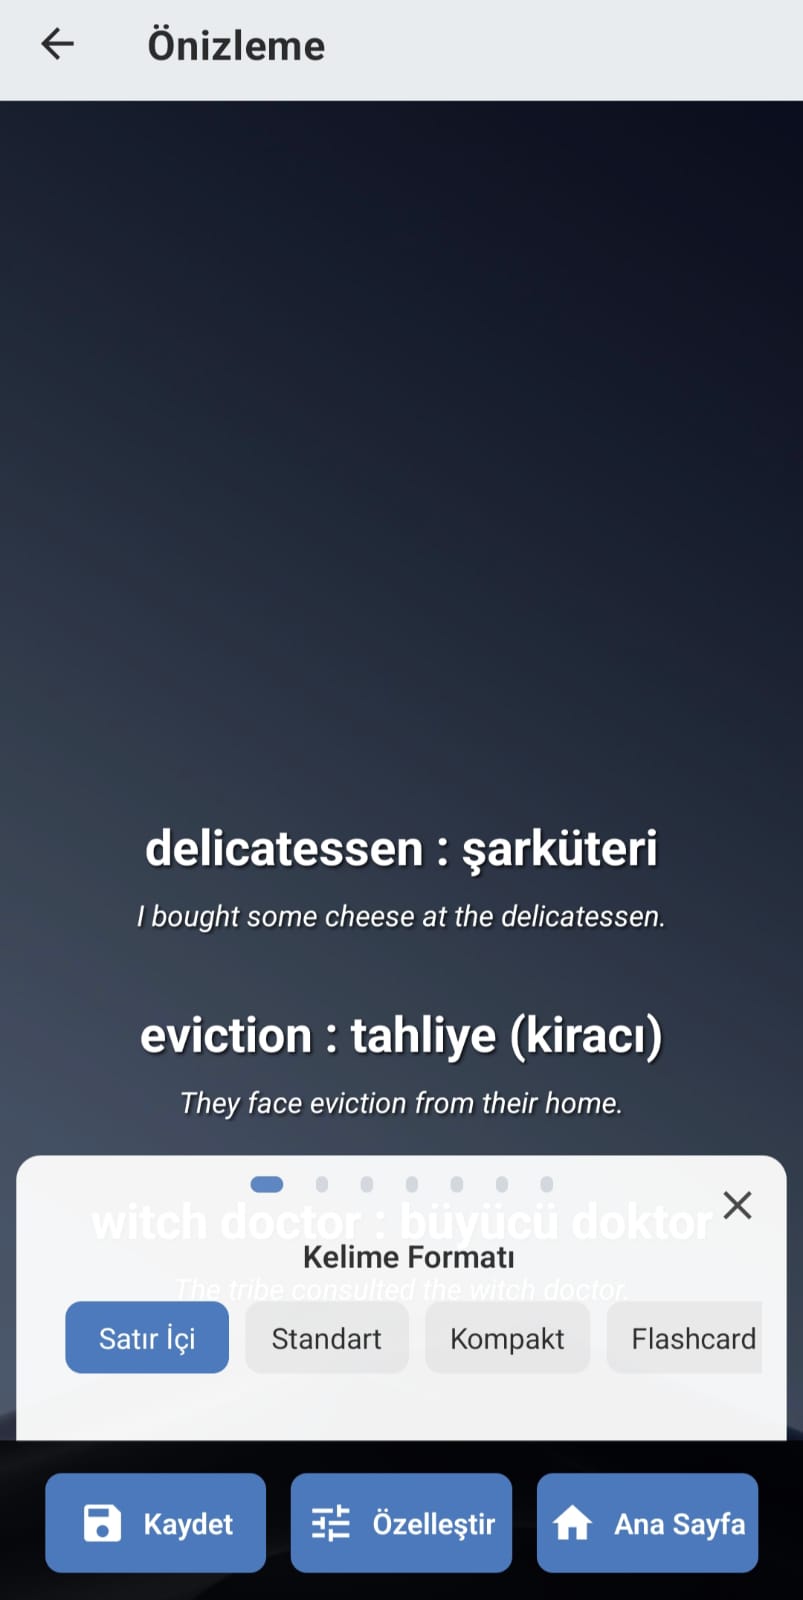 Önizleme
delicatessen : şarküteri
I bought some cheese at the delicatessen.
eviction : tahliye (kiracı)
They face eviction from their home.
witch doctor : büyücü doktor
Kelime Formatı
The tribe consulted the witch doctor.
Satır İçi
Standart
Kompakt
Flashcard
Kaydet
Özelleştir
Ana Sayfa